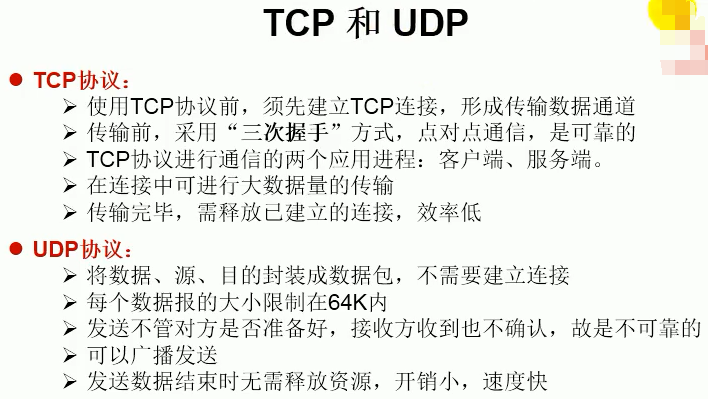 TCP 和 UDP
TCP协议：
使用TCP协议前，须先建立TCP连接，形成传输数据通道
传输前，采用“三次握手”方式，点对点通信，是可靠的
TCP协议进行通信的两个应用进程：客户端、服务端。
在连接中可进行大数据量的传输
传输完毕，需释放已建立的连接，效率低
UDP协议：
将数据、源、目的封装成数据包，不需要建立连接
每个数据报的大小限制在64K内
发送不管对方是否准备好，接收方收到也不确认，故是不可靠的
可以广播发送
发送数据结束时无需释放资源，开销小，速度快